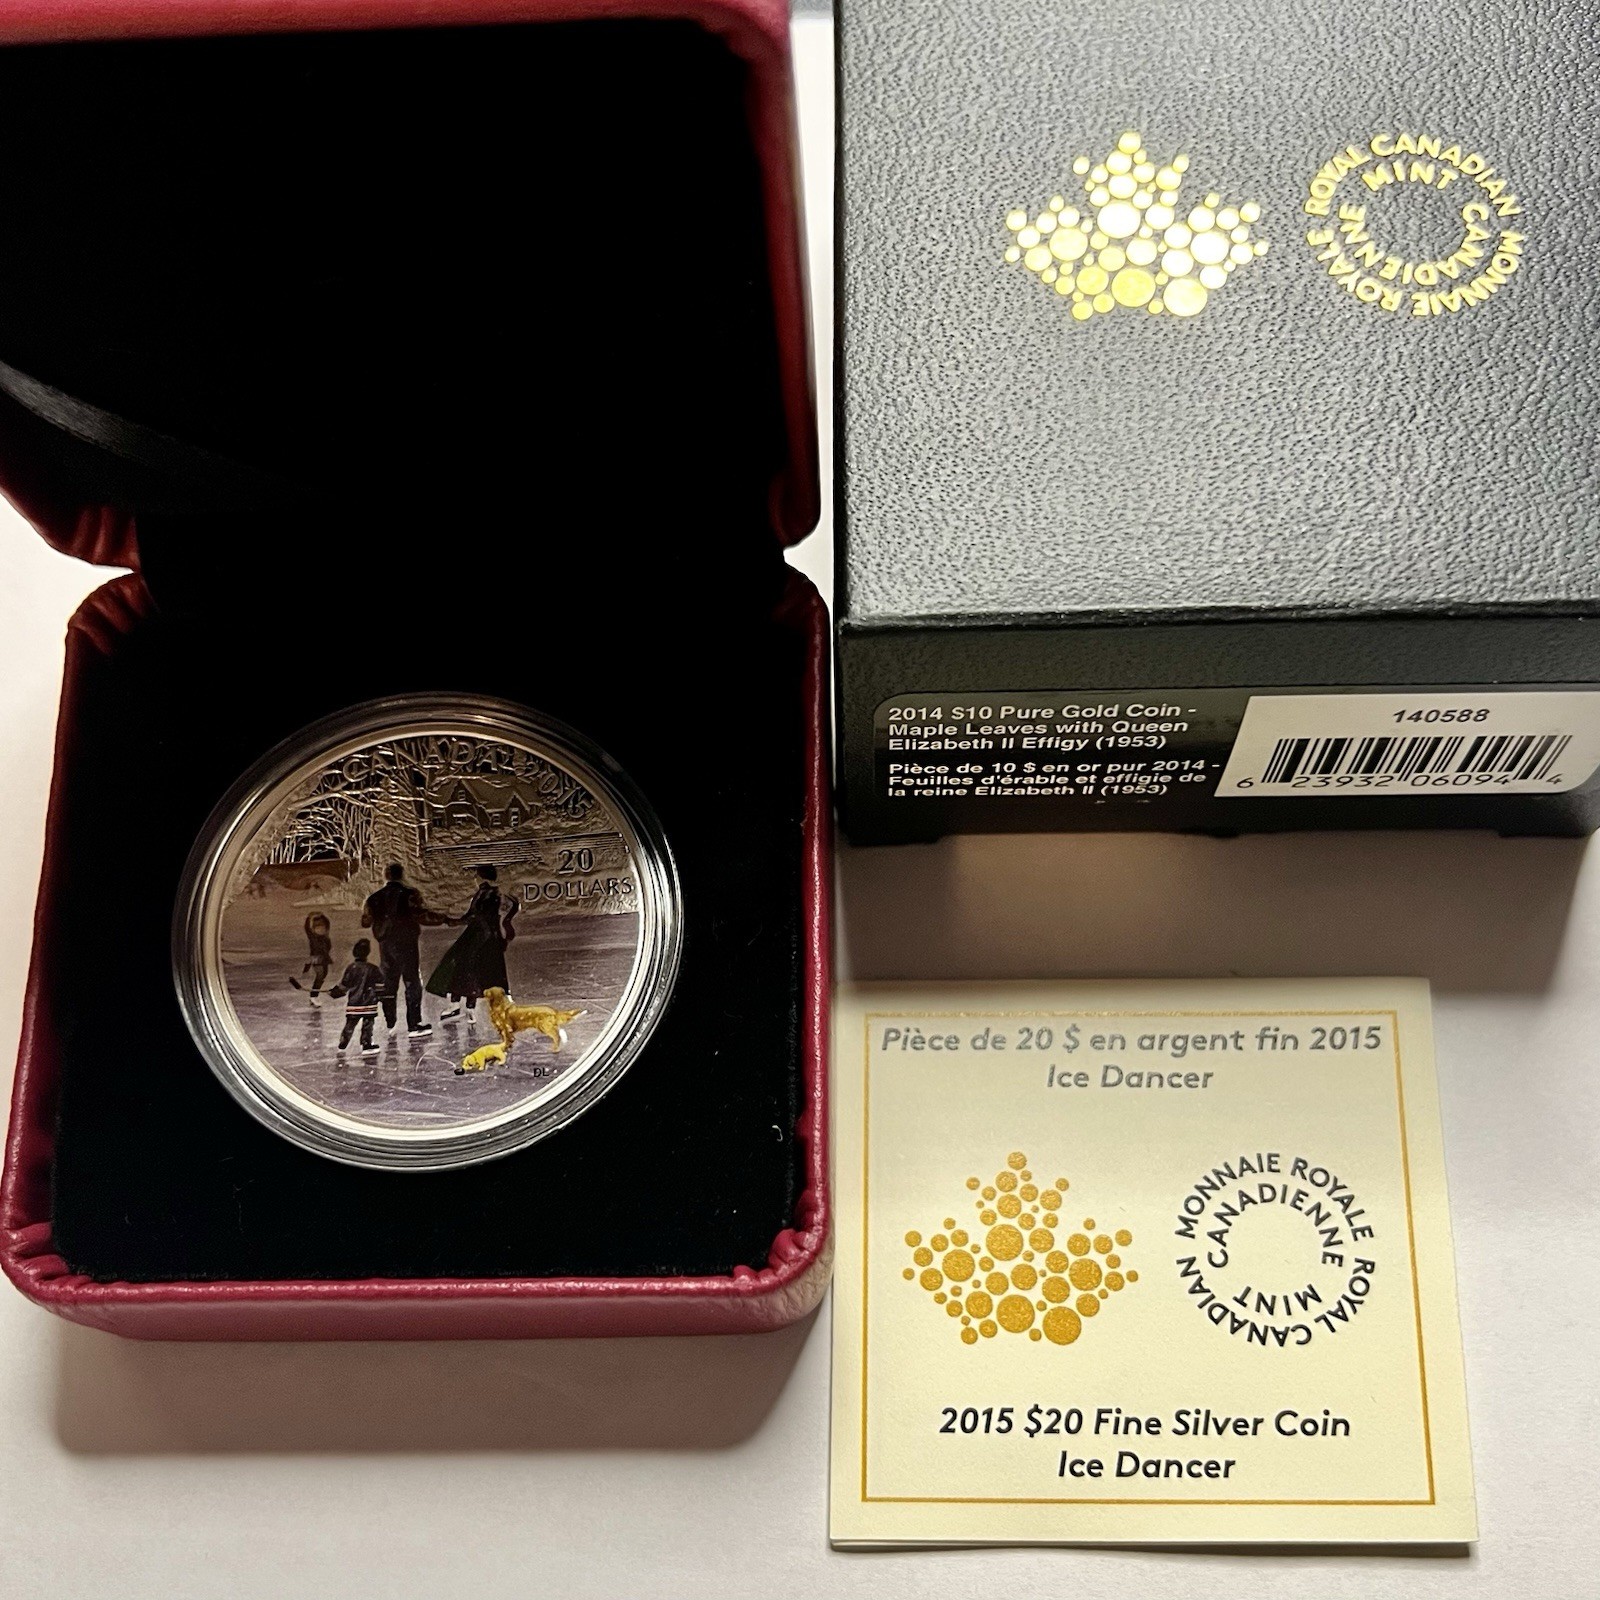 CANADA 2015
20
DOLLARS
DL
ROYAL CANADIAN MINT
MONNAIE ROYALE CANADIENNE
2014 $10 Pure Gold Coin -
Maple Leaves with Queen
Elizabeth II Effigy (1953)
Pièce de 10 $ en or pur 2014 -
Feuilles d'érable et effigie de
la reine Elizabeth II (1953)
140588
6 23932 06094 4
Pièce de 20 $ en argent fin 2015
Ice Dancer
MONNAIE ROYALE CANADIENNE
ROYAL CANADIAN MINT
2015 $20 Fine Silver Coin
Ice Dancer